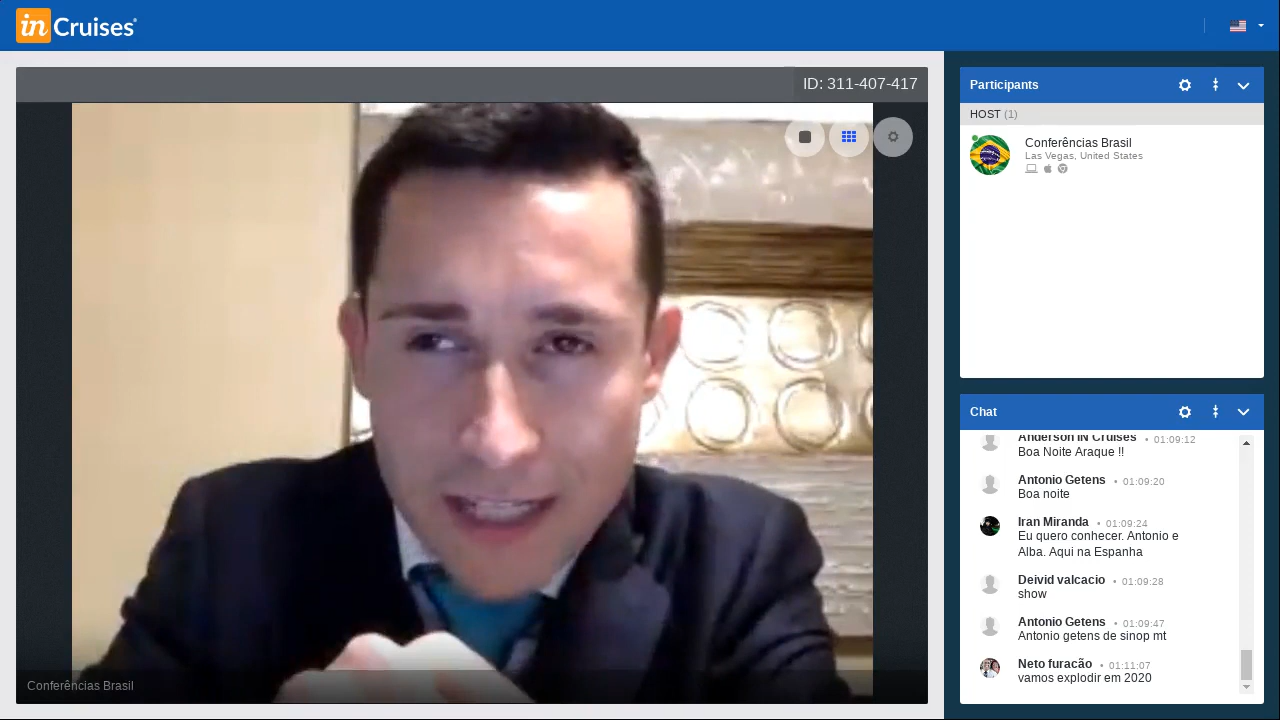 in Cruises®
ID: 311-407-417
Conferências Brasil
Participants
HOST (1)
Conferências Brasil
Las Vegas, United States
Chat
Anderson IN Cruises • 01:09:12
Boa Noite Araque !!
Antonio Getens • 01:09:20
Boa noite
Iran Miranda • 01:09:24
Eu quero conhecer. Antonio e
Alba. Aqui na Espanha
Deivid valcacio • 01:09:28
show
Antonio Getens • 01:09:47
Antonio getens de sinop mt
Neto furacão • 01:11:07
vamos explodir em 2020